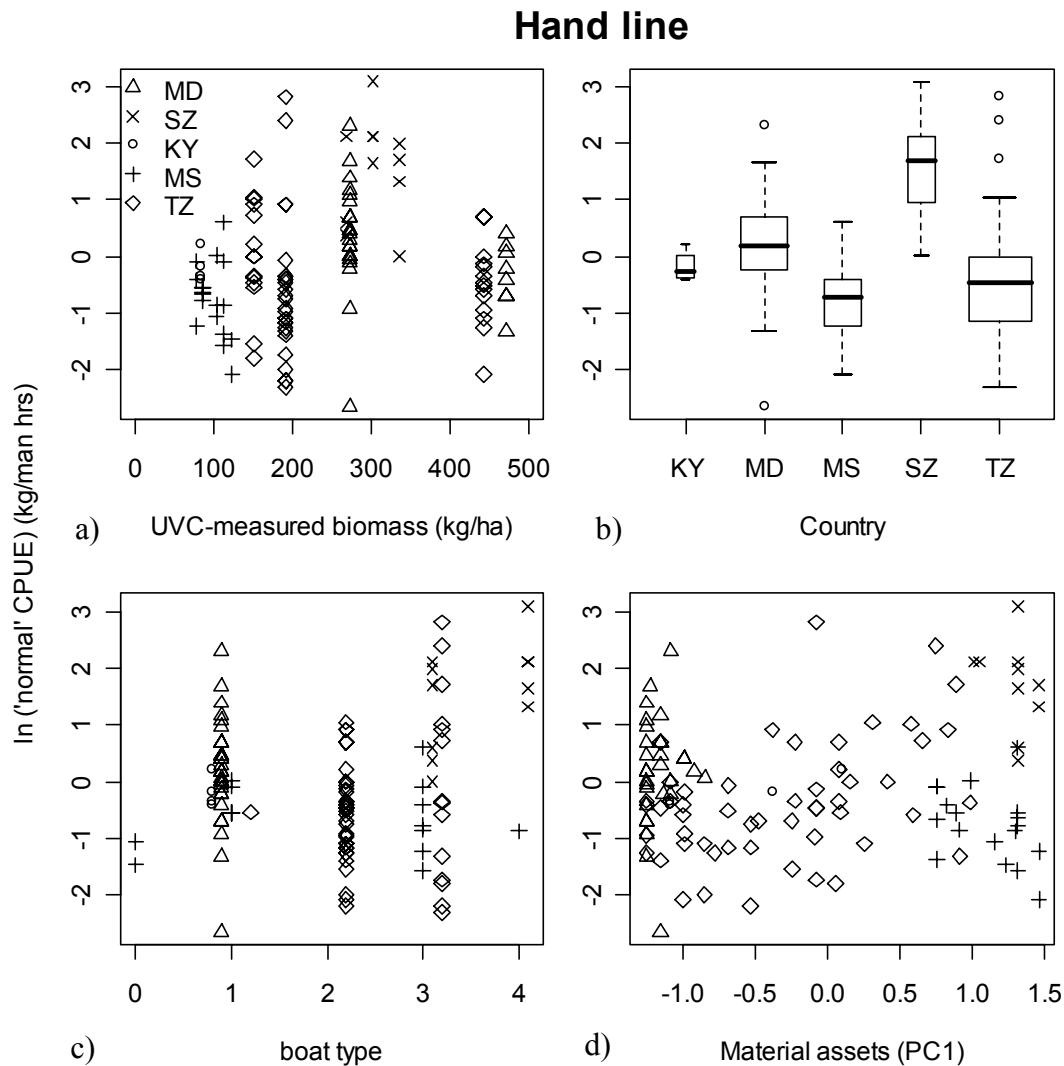 Hand line
ln ('normal' CPUE) (kg/man hrs)
MD
SZ
KY
MS
TZ
3
2
1
0
-1
-2
0 100 200 300 400 500
a) UVC-measured biomass (kg/ha)
3
2
1
0
-1
-2
KY MD MS SZ TZ
b) Country
3
2
1
0
-1
-2
0 1 2 3 4
c) boat type
3
2
1
0
-1
-2
-1.0 -0.5 0.0 0.5 1.0 1.5
d) Material assets (PC1)